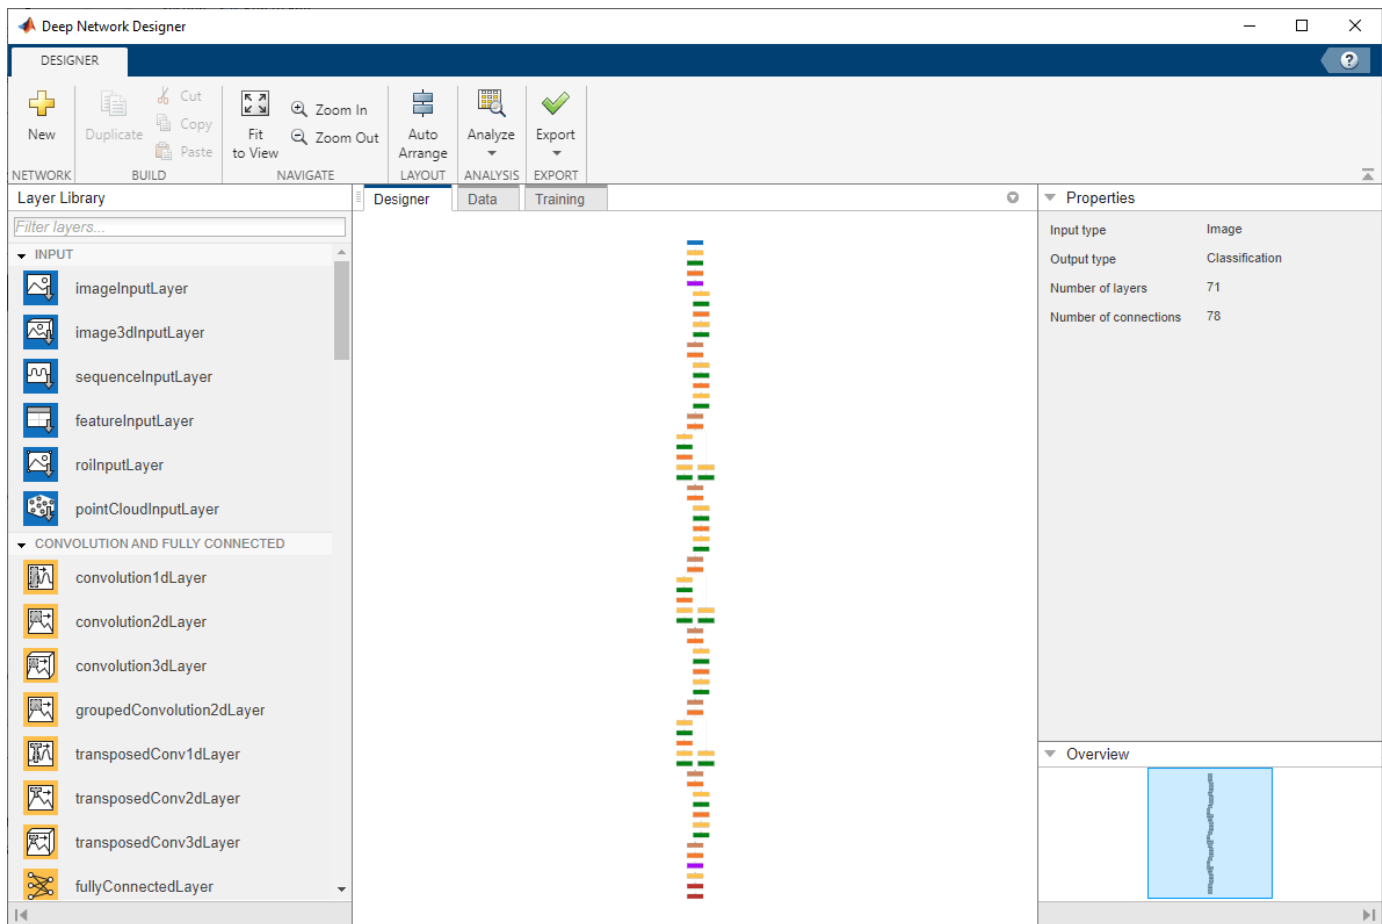 Deep Network Designer
DESIGNER
?
New
Duplicate
Cut
Copy
Paste
Fit
to View
Zoom In
Zoom Out
Auto
Arrange
Analyze
Export
NETWORK
BUILD
NAVIGATE
LAYOUT
ANALYSIS
EXPORT
Layer Library
Filter layers...
INPUT
imageInputLayer
image3dInputLayer
sequenceInputLayer
featureInputLayer
roiInputLayer
pointCloudInputLayer
CONVOLUTION AND FULLY CONNECTED
convolution1dLayer
convolution2dLayer
convolution3dLayer
groupedConvolution2dLayer
transposedConv1dLayer
transposedConv2dLayer
transposedConv3dLayer
fullyConnectedLayer
Designer
Data
Training
Properties
Input type Image
Output type Classification
Number of layers 71
Number of connections 78
Overview